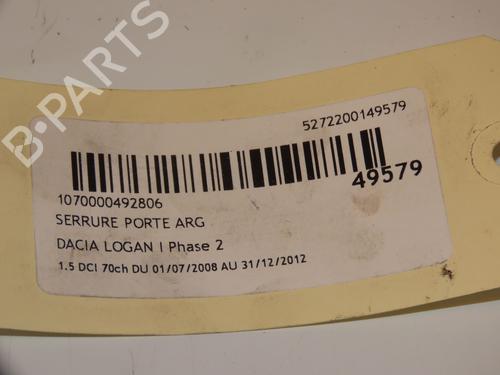 B-PARTS
5272200149579
49579
1070000492806
SERRURE PORTE ARG
DACIA LOGAN I Phase 2
1.5 DCI 70ch DU 01/07/2008 AU 31/12/2012